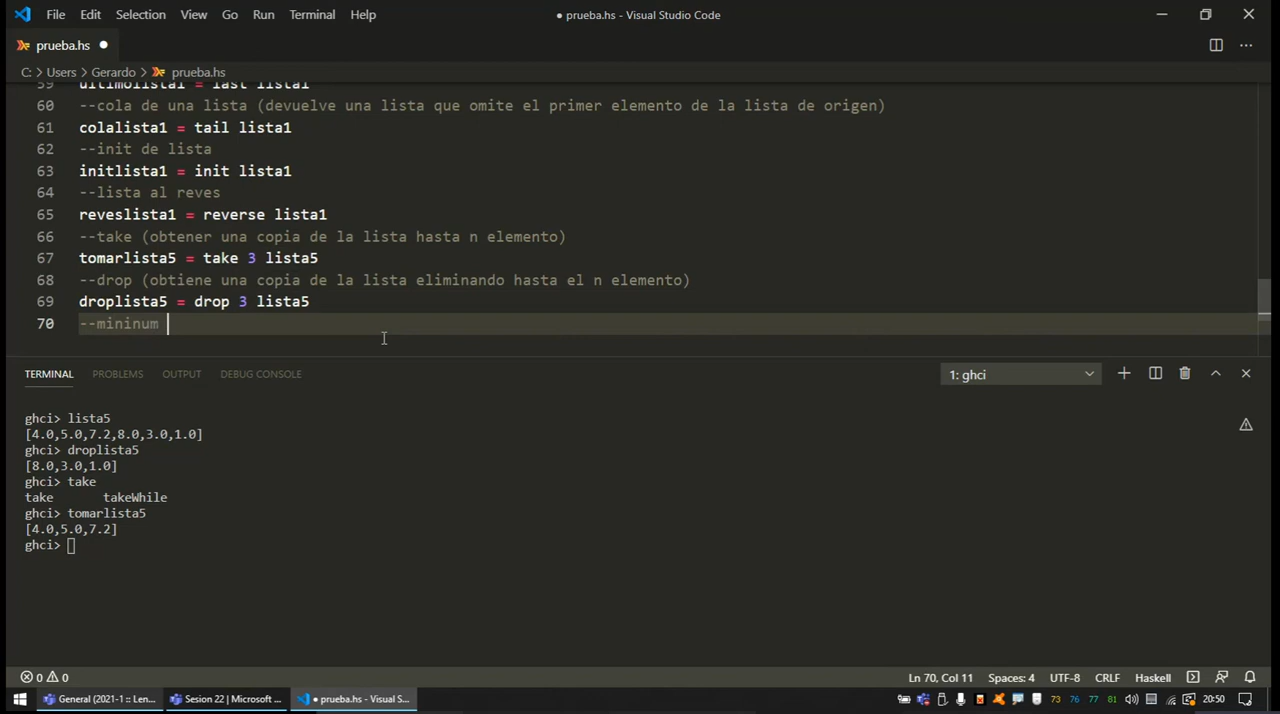 File Edit Selection View Go Run Terminal Help ● prueba.hs - Visual Studio Code
prueba.hs ●
C: > Users > Gerardo > prueba.hs
59 ultimolista1 = last lista1
60 --cola de una lista (devuelve una lista que omite el primer elemento de la lista de origen)
61 colalista1 = tail lista1
62 --init de lista
63 initlista1 = init lista1
64 --lista al reves
65 reveslista1 = reverse lista1
66 --take (obtener una copia de la lista hasta n elemento)
67 tomarlista5 = take 3 lista5
68 --drop (obtiene una copia de la lista eliminando hasta el n elemento)
69 droplista5 = drop 3 lista5
70 --mininum
TERMINAL PROBLEMS OUTPUT DEBUG CONSOLE 1: ghci
ghci> lista5
[4.0,5.0,7.2,8.0,3.0,1.0]
ghci> droplista5
[8.0,3.0,1.0]
ghci> take
take takeWhile
ghci> tomarlista5
[4.0,5.0,7.2]
ghci>
0 0 Ln 70, Col 11 Spaces: 4 UTF-8 CRLF Haskell
General (2021-1 :: Len... Sesion 22 | Microsoft ... ● prueba.hs - Visual S... 73 76 77 81 20:50